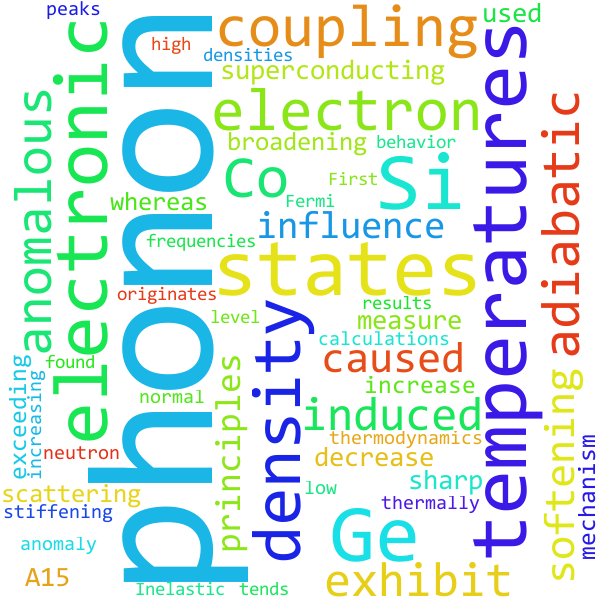 peaks
high
densities
coupling
used
superconducting
electron
broadening
behavior
anomalous
electronic
phonon
temperatures
adiabatic
Co
Si
First
whereas
Fermi
influence
frequencies
states
originates
results
level
density
measure
calculations
found
caused
exceeding
increasing
normal
principles
increase
induced
softening
neutron
thermodynamics
decrease
mechanism
scattering
low
sharp
stiffening
thermally
anomaly
Ge
A15
Inelastic
tends
exhibit